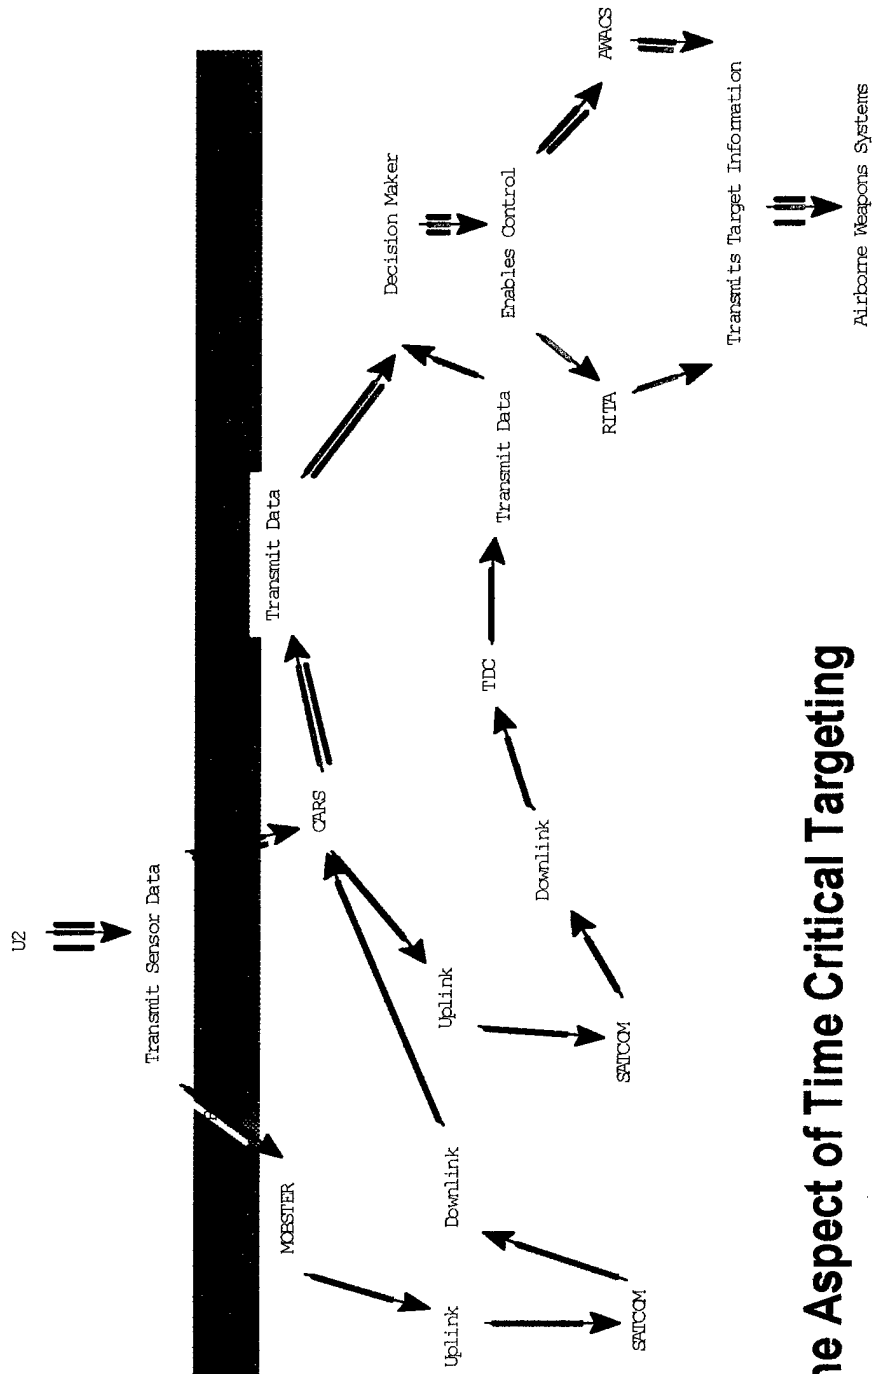 U2
Transmit Sensor Data
MOBSTER
CARS
Transmit Data
Uplink
Downlink
Uplink
Decision Maker
SATCOM
SATCOM
Downlink
TDC
Transmit Data
Enables Control
RITA
AWACS
Transmits Target Information
Airborne Weapons Systems
Aspect of Time Critical Targeting